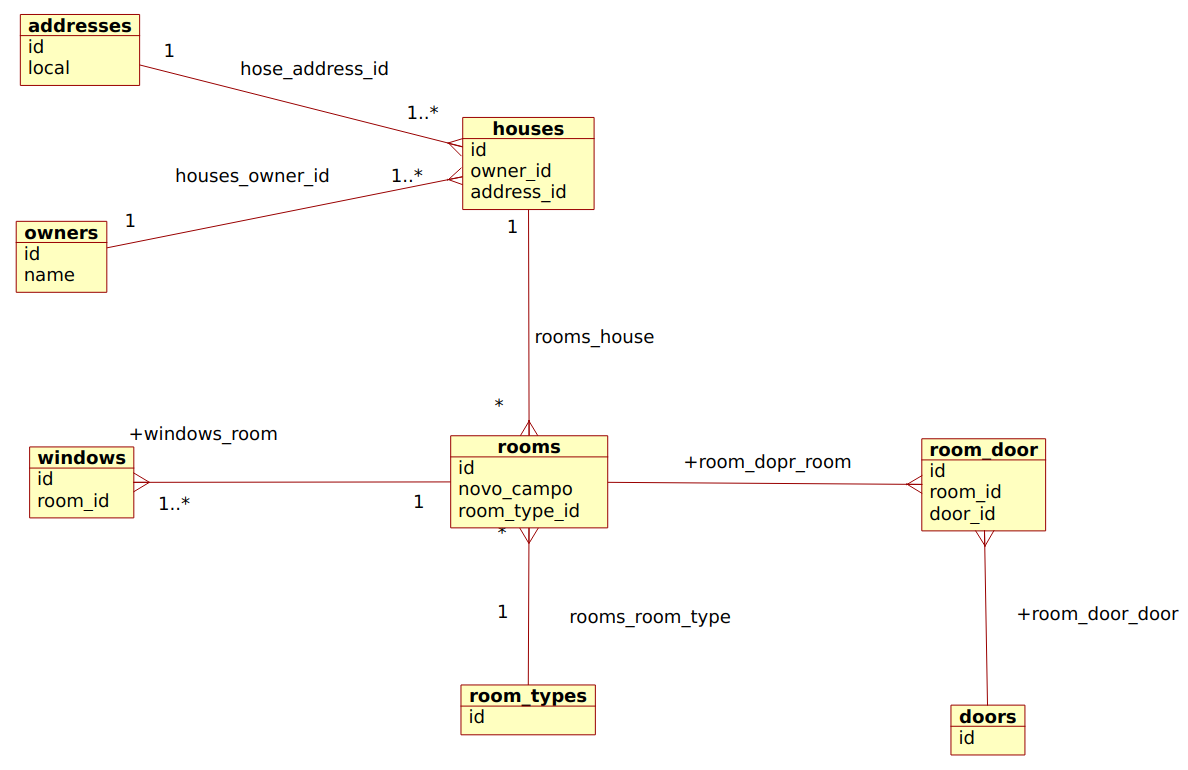 addresses
id
local
1
hose_address_id
1..*
houses
id
owner_id
address_id
houses_owner_id
1..*
1
owners
id
name
1
rooms_house
*
+windows_room
windows
id
room_id
1..*
1
rooms
id
novo_campo
room_type_id
*
+room_dopr_room
room_door
id
room_id
door_id
1
rooms_room_type
+room_door_door
room_types
id
doors
id